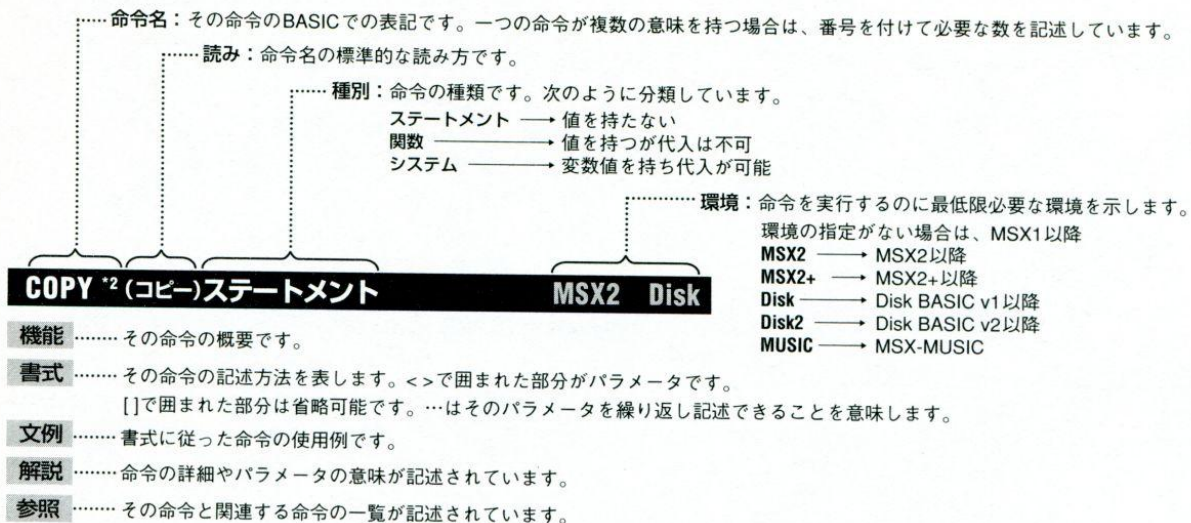 命令名：その命令のBASICでの表記です。一つの命令が複数の意味を持つ場合は、番号を付けて必要な数を記述しています。
読み：命令名の標準的な読み方です。
種別：命令の種類です。次のように分類しています。
ステートメント → 値を持たない
関数 → 値を持つが代入は不可
システム → 変数値を持ち代入が可能
環境：命令を実行するのに最低限必要な環境を示します。
環境の指定がない場合は、MSX1以降
MSX2 → MSX2以降
MSX2+ → MSX2+以降
Disk → Disk BASIC v1以降
Disk2 → Disk BASIC v2以降
MUSIC → MSX-MUSIC
COPY *2 (コピー)ステートメント MSX2 Disk
機能 ……… その命令の概要です。
書式 ……… その命令の記述方法を表します。< >で囲まれた部分がパラメータです。
[ ]で囲まれた部分は省略可能です。…はそのパラメータを繰り返し記述できることを意味します。
文例 ……… 書式に従った命令の使用例です。
解説 ……… 命令の詳細やパラメータの意味が記述されています。
参照 ……… その命令と関連する命令の一覧が記述されています。